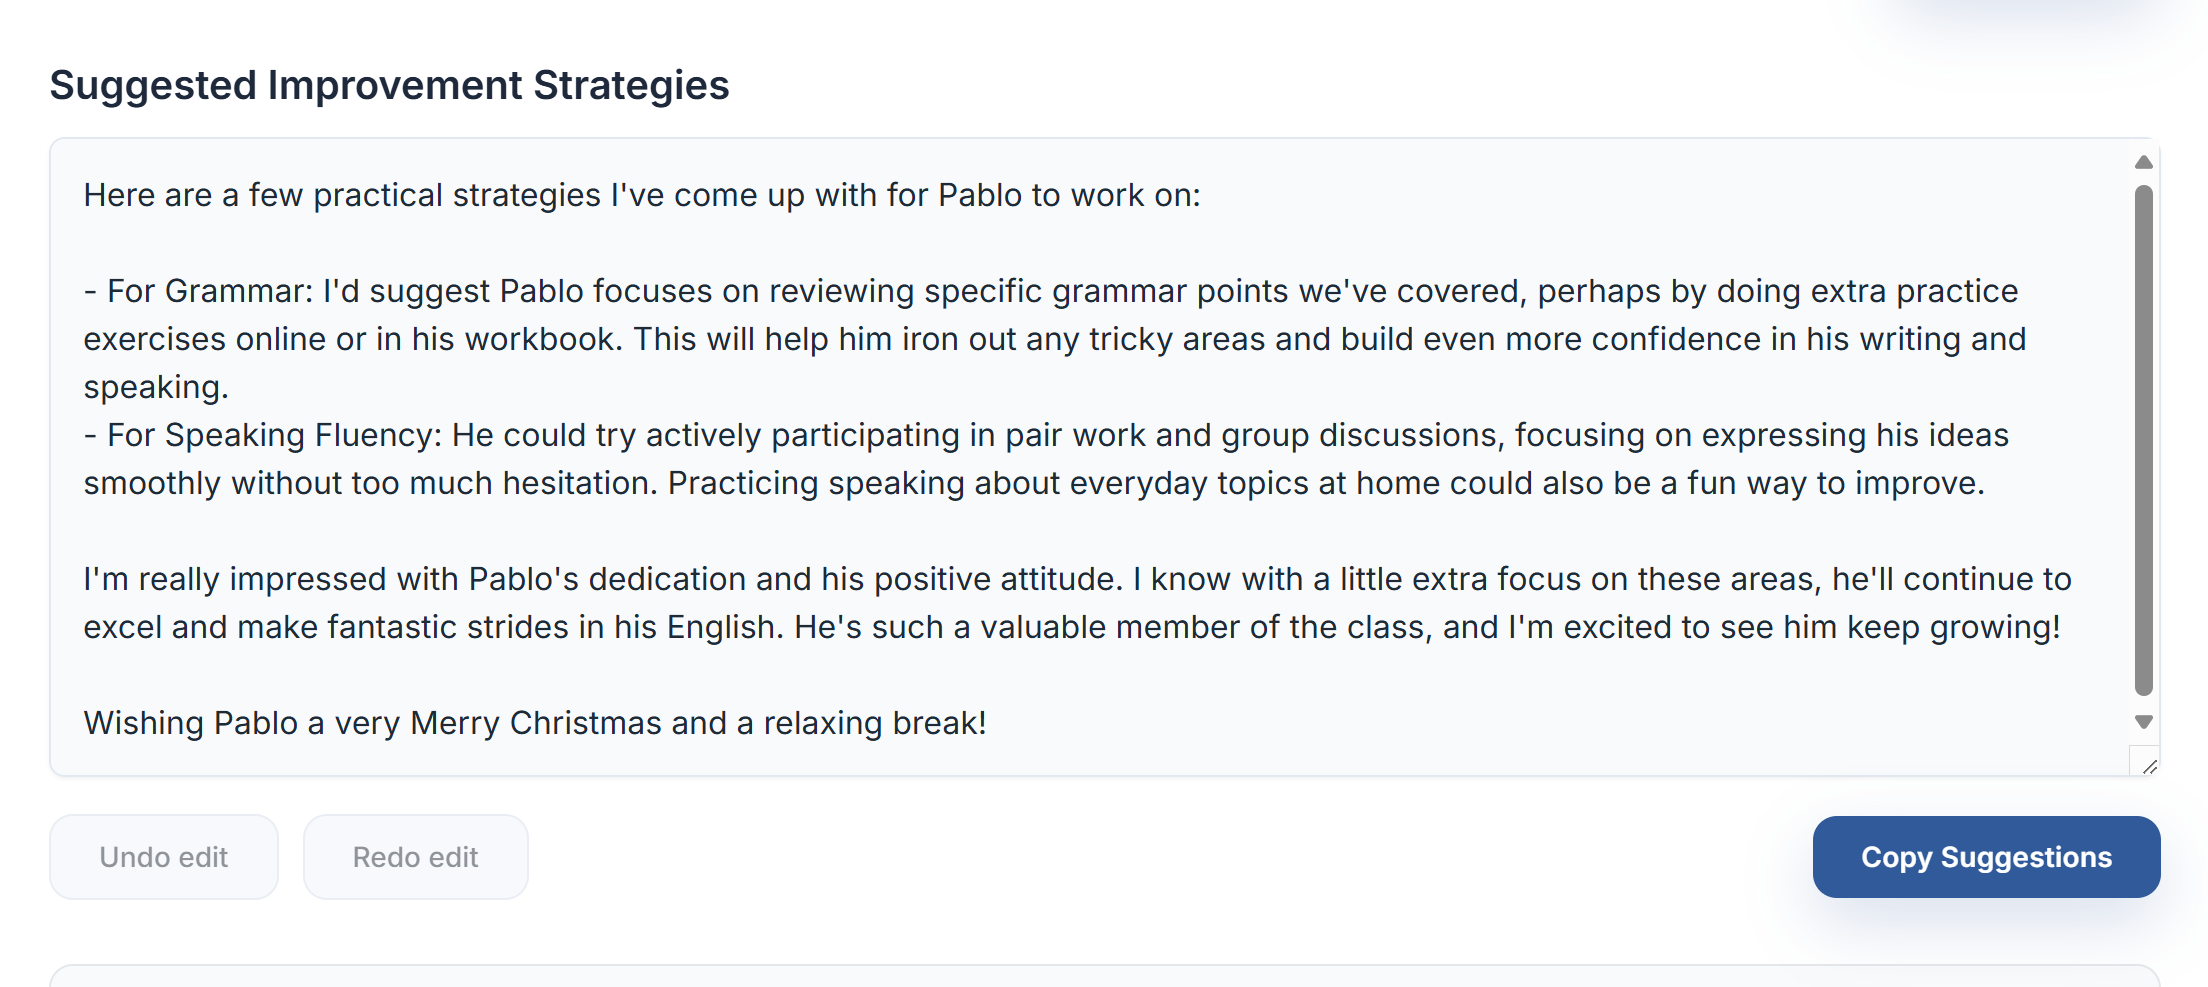 Suggested Improvement Strategies
Here are a few practical strategies I've come up with for Pablo to work on:
- For Grammar: I'd suggest Pablo focuses on reviewing specific grammar points we've covered, perhaps by doing extra practice
exercises online or in his workbook. This will help him iron out any tricky areas and build even more confidence in his writing and
speaking.
- For Speaking Fluency: He could try actively participating in pair work and group discussions, focusing on expressing his ideas
smoothly without too much hesitation. Practicing speaking about everyday topics at home could also be a fun way to improve.
I'm really impressed with Pablo's dedication and his positive attitude. I know with a little extra focus on these areas, he'll continue to
excel and make fantastic strides in his English. He's such a valuable member of the class, and I'm excited to see him keep growing!
Wishing Pablo a very Merry Christmas and a relaxing break!
Undo edit
Redo edit
Copy Suggestions